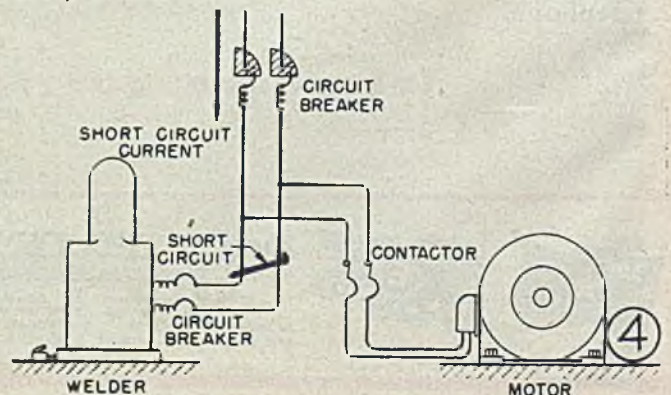 CIRCUIT
BREAKER
SHORT CIRCUIT
CURRENT
SHORT
CIRCUIT
CONTACTOR
CIRCUIT
BREAKER
4
WELDER
MOTOR